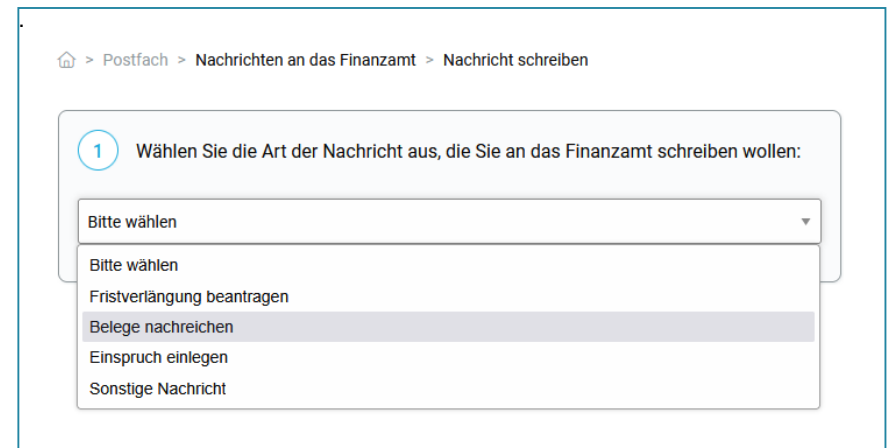 .
> Postfach > Nachrichten an das Finanzamt > Nachricht schreiben
1 Wählen Sie die Art der Nachricht aus, die Sie an das Finanzamt schreiben wollen:
Bitte wählen
Bitte wählen
Fristverlängung beantragen
Belege nachreichen
Einspruch einlegen
Sonstige Nachricht